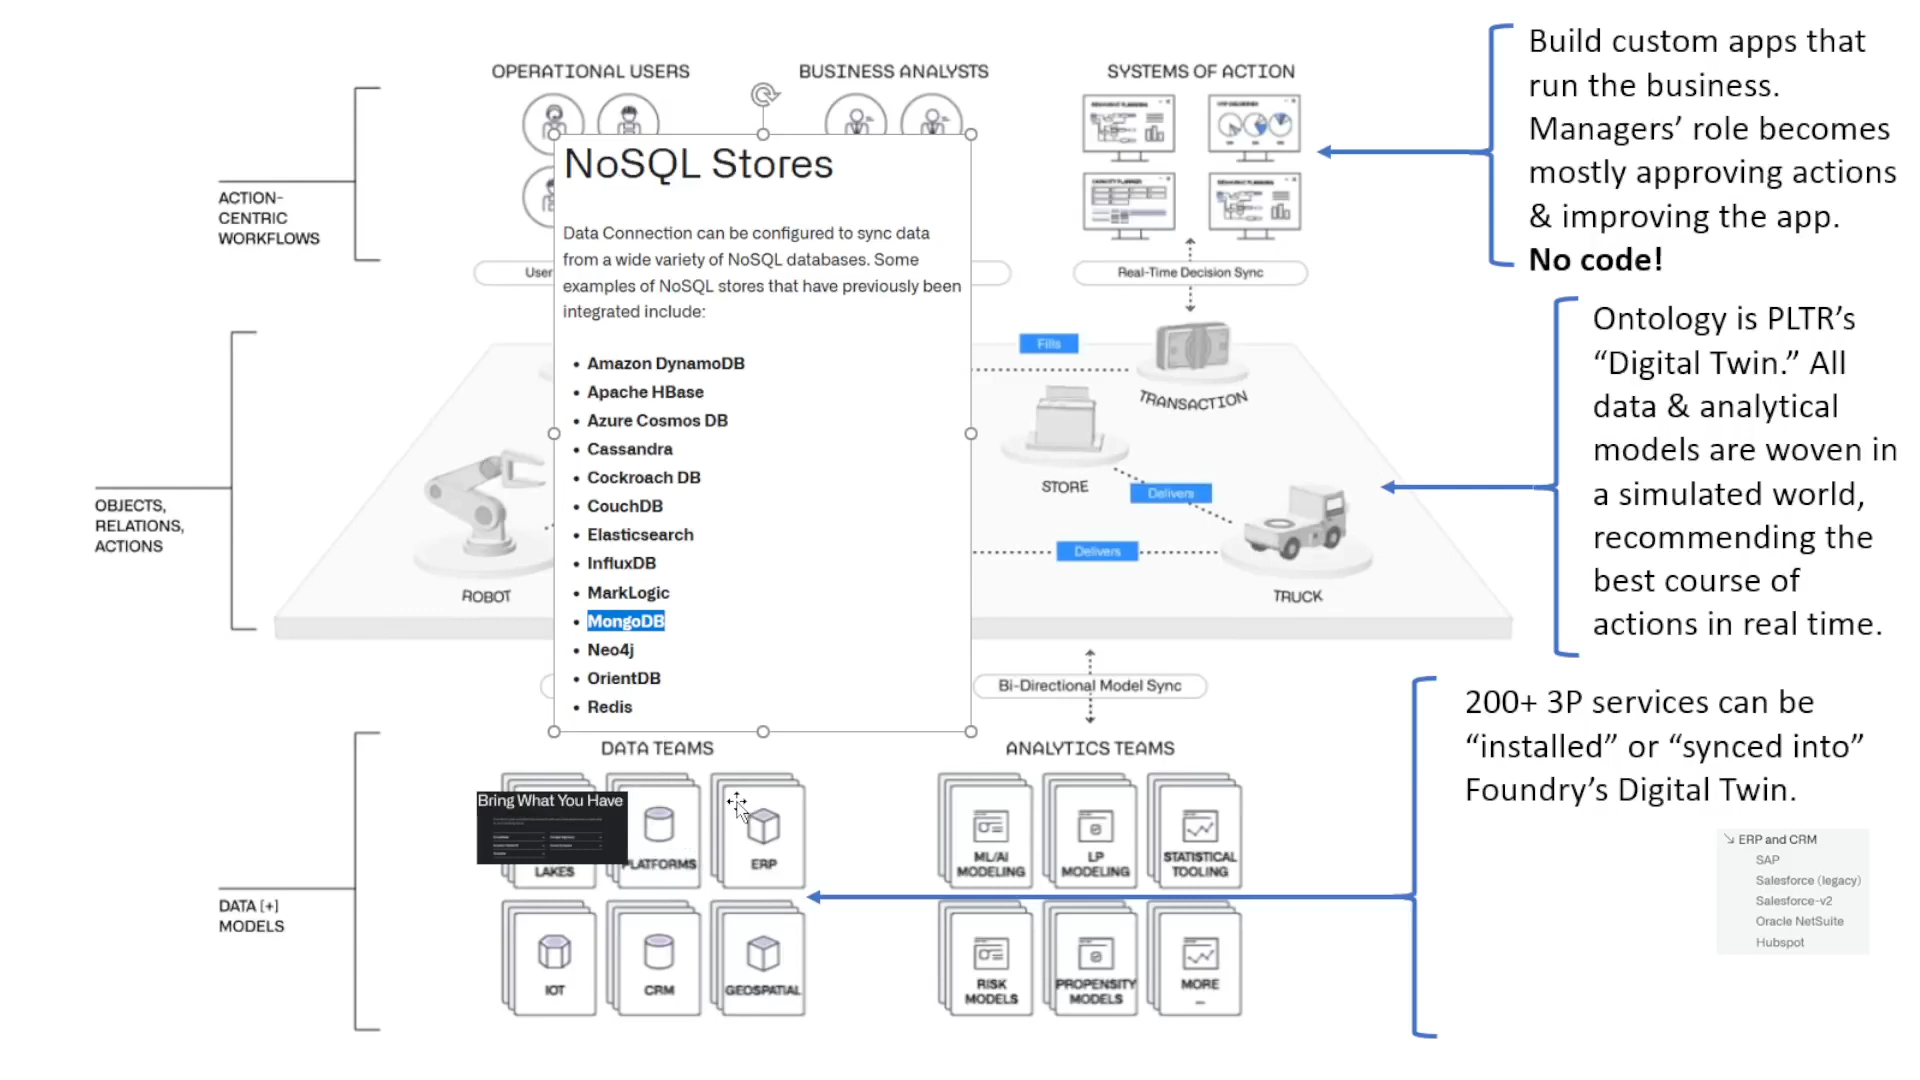 OPERATIONAL USERS
BUSINESS ANALYSTS
SYSTEMS OF ACTION
ACTION-
CENTRIC
WORKFLOWS
User
Real-Time Decision Sync
NoSQL Stores
Data Connection can be configured to sync data
from a wide variety of NoSQL databases. Some
examples of NoSQL stores that have previously been
integrated include:
• Amazon DynamoDB
• Apache HBase
• Azure Cosmos DB
• Cassandra
• Cockroach DB
• CouchDB
• Elasticsearch
• InfluxDB
• MarkLogic
• MongoDB
• Neo4j
• OrientDB
• Redis
OBJECTS,
RELATIONS,
ACTIONS
ROBOT
Fills
TRANSACTION
STORE
Delivers
Delivers
TRUCK
Bi-Directional Model Sync
DATA TEAMS
ANALYTICS TEAMS
DATA [+]
MODELS
Bring What You Have
LAKES
PLATFORMS
ERP
IOT
CRM
GEOSPATIAL
ML/AI
MODELING
LP
MODELING
STATISTICAL
TOOLING
RISK
MODELS
PROPENSITY
MODELS
MORE
Build custom apps that
run the business.
Managers’ role becomes
mostly approving actions
& improving the app.
No code!
Ontology is PLTR’s
“Digital Twin.” All
data & analytical
models are woven in
a simulated world,
recommending the
best course of
actions in real time.
200+ 3P services can be
“installed” or “synced into”
Foundry’s Digital Twin.
ERP and CRM
SAP
Salesforce (legacy)
Salesforce-v2
Oracle NetSuite
Hubspot